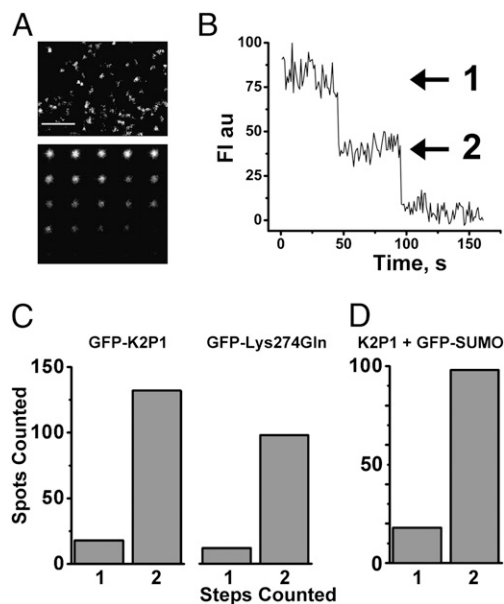 A
B
Fl au
100
75
50
25
0
1
2
0 50 100 150
Time, s
C
GFP-K2P1
GFP-Lys274Gln
Spots Counted
150
100
50
0
1 2
1 2
Steps Counted
D
K2P1 + GFP-SUMO
100
50
0
1 2